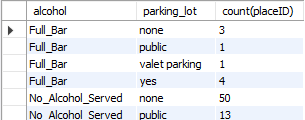 alcohol parking_lot count(placeID)
Full_Bar none 3
Full_Bar public 1
Full_Bar valet parking 1
Full_Bar yes 4
No_Alcohol_Served none 50
No_Alcohol_Served public 13